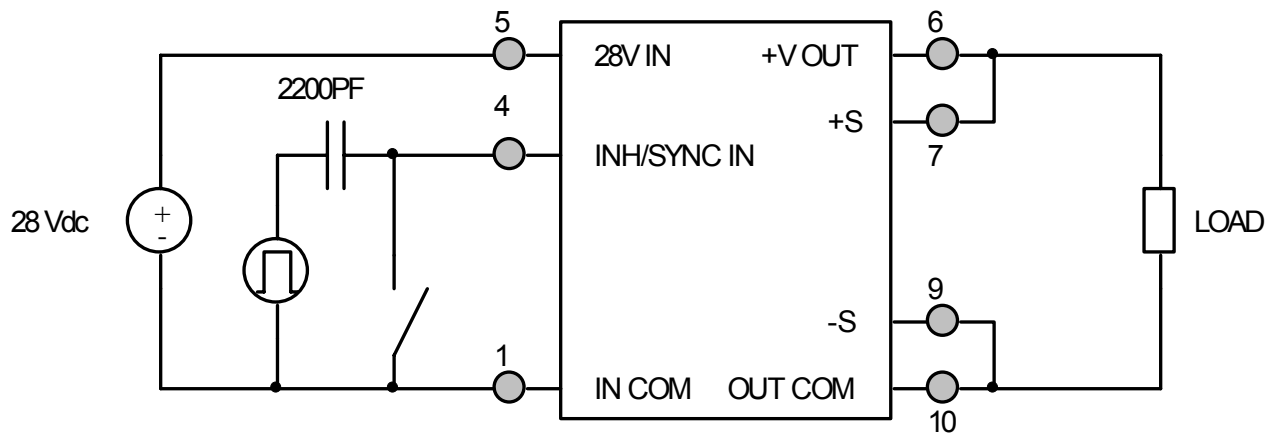 5
6
28V IN
+V OUT
2200PF
4
+S
INH/SYNC IN
7
+
28 Vdc
-
LOAD
9
-S
1
IN COM
OUT COM
10